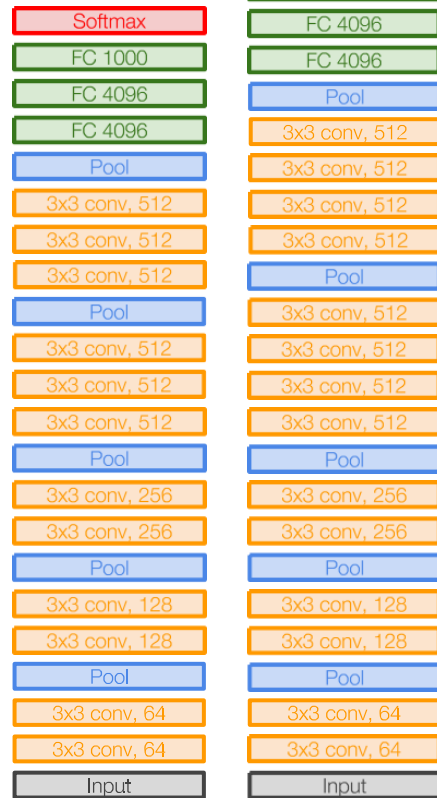 Softmax
FC 1000
FC 4096
FC 4096
Pool
3x3 conv, 512
3x3 conv, 512
3x3 conv, 512
Pool
3x3 conv, 512
3x3 conv, 512
3x3 conv, 512
Pool
3x3 conv, 256
3x3 conv, 256
Pool
3x3 conv, 128
3x3 conv, 128
Pool
3x3 conv, 64
3x3 conv, 64
Input
FC 4096
FC 4096
Pool
3x3 conv, 512
3x3 conv, 512
3x3 conv, 512
3x3 conv, 512
Pool
3x3 conv, 512
3x3 conv, 512
3x3 conv, 512
3x3 conv, 512
Pool
3x3 conv, 256
3x3 conv, 256
Pool
3x3 conv, 128
3x3 conv, 128
Pool
3x3 conv, 64
3x3 conv, 64
Input